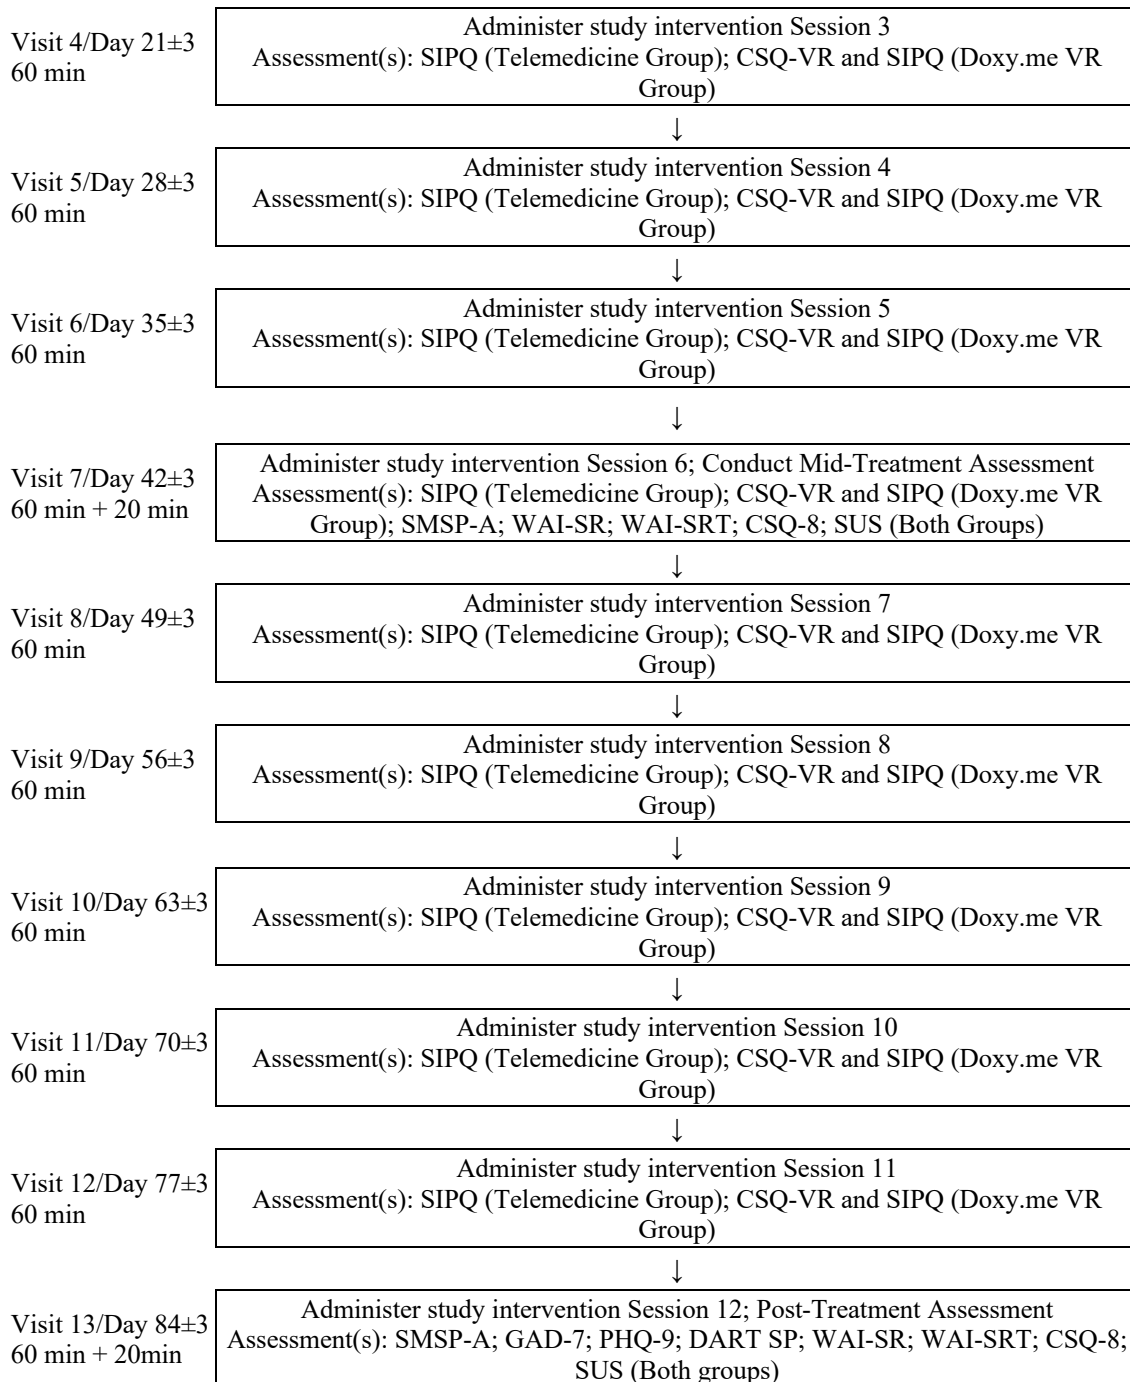 Visit 4/Day 21±3
60 min
Administer study intervention Session 3
Assessment(s): SIPQ (Telemedicine Group); CSQ-VR and SIPQ (Doxy.me VR
Group)
↓
Visit 5/Day 28±3
60 min
Administer study intervention Session 4
Assessment(s): SIPQ (Telemedicine Group); CSQ-VR and SIPQ (Doxy.me VR
Group)
↓
Visit 6/Day 35±3
60 min
Administer study intervention Session 5
Assessment(s): SIPQ (Telemedicine Group); CSQ-VR and SIPQ (Doxy.me VR
Group)
↓
Visit 7/Day 42±3
60 min + 20 min
Administer study intervention Session 6; Conduct Mid-Treatment Assessment
Assessment(s): SIPQ (Telemedicine Group); CSQ-VR and SIPQ (Doxy.me VR
Group); SMSP-A; WAI-SR; WAI-SRT; CSQ-8; SUS (Both Groups)
↓
Visit 8/Day 49±3
60 min
Administer study intervention Session 7
Assessment(s): SIPQ (Telemedicine Group); CSQ-VR and SIPQ (Doxy.me VR
Group)
↓
Visit 9/Day 56±3
60 min
Administer study intervention Session 8
Assessment(s): SIPQ (Telemedicine Group); CSQ-VR and SIPQ (Doxy.me VR
Group)
↓
Visit 10/Day 63±3
60 min
Administer study intervention Session 9
Assessment(s): SIPQ (Telemedicine Group); CSQ-VR and SIPQ (Doxy.me VR
Group)
↓
Visit 11/Day 70±3
60 min
Administer study intervention Session 10
Assessment(s): SIPQ (Telemedicine Group); CSQ-VR and SIPQ (Doxy.me VR
Group)
↓
Visit 12/Day 77±3
60 min
Administer study intervention Session 11
Assessment(s): SIPQ (Telemedicine Group); CSQ-VR and SIPQ (Doxy.me VR
Group)
↓
Visit 13/Day 84±3
60 min + 20min
Administer study intervention Session 12; Post-Treatment Assessment
Assessment(s): SMSP-A; GAD-7; PHQ-9; DART SP; WAI-SR; WAI-SRT; CSQ-8;
SUS (Both groups)